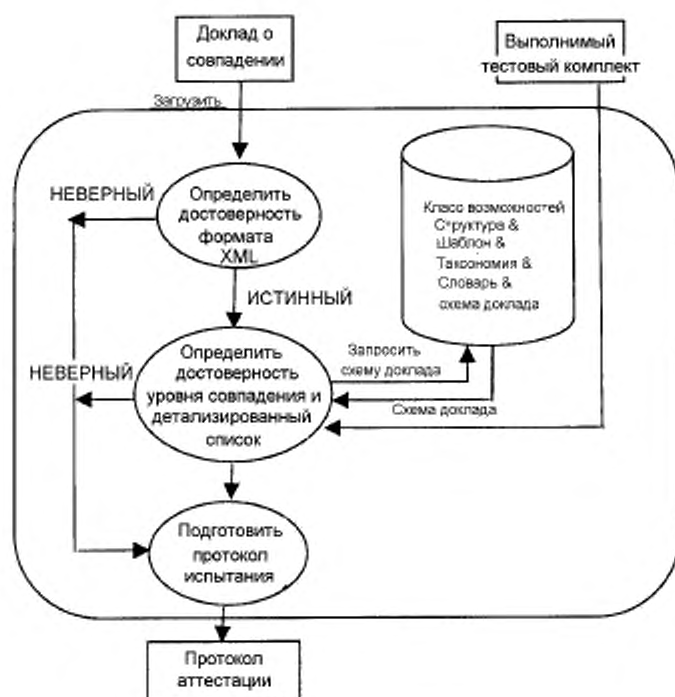 Доклад о
совпадении
Выполнимый
тестовый комплект
Загрузить
НЕВЕРНЫЙ
Определить
достоверность
формата
XML
Класс возможностей
Структура &
Шаблон &
Таксономия &
Словарь &
схема доклада
ИСТИННЫЙ
НЕВЕРНЫЙ
Определить
достоверность
уровня совпадения и
детализированный
список
Запросить
схему доклада
Схема доклада
Подготовить
протокол
испытания
Протокол
аттестации